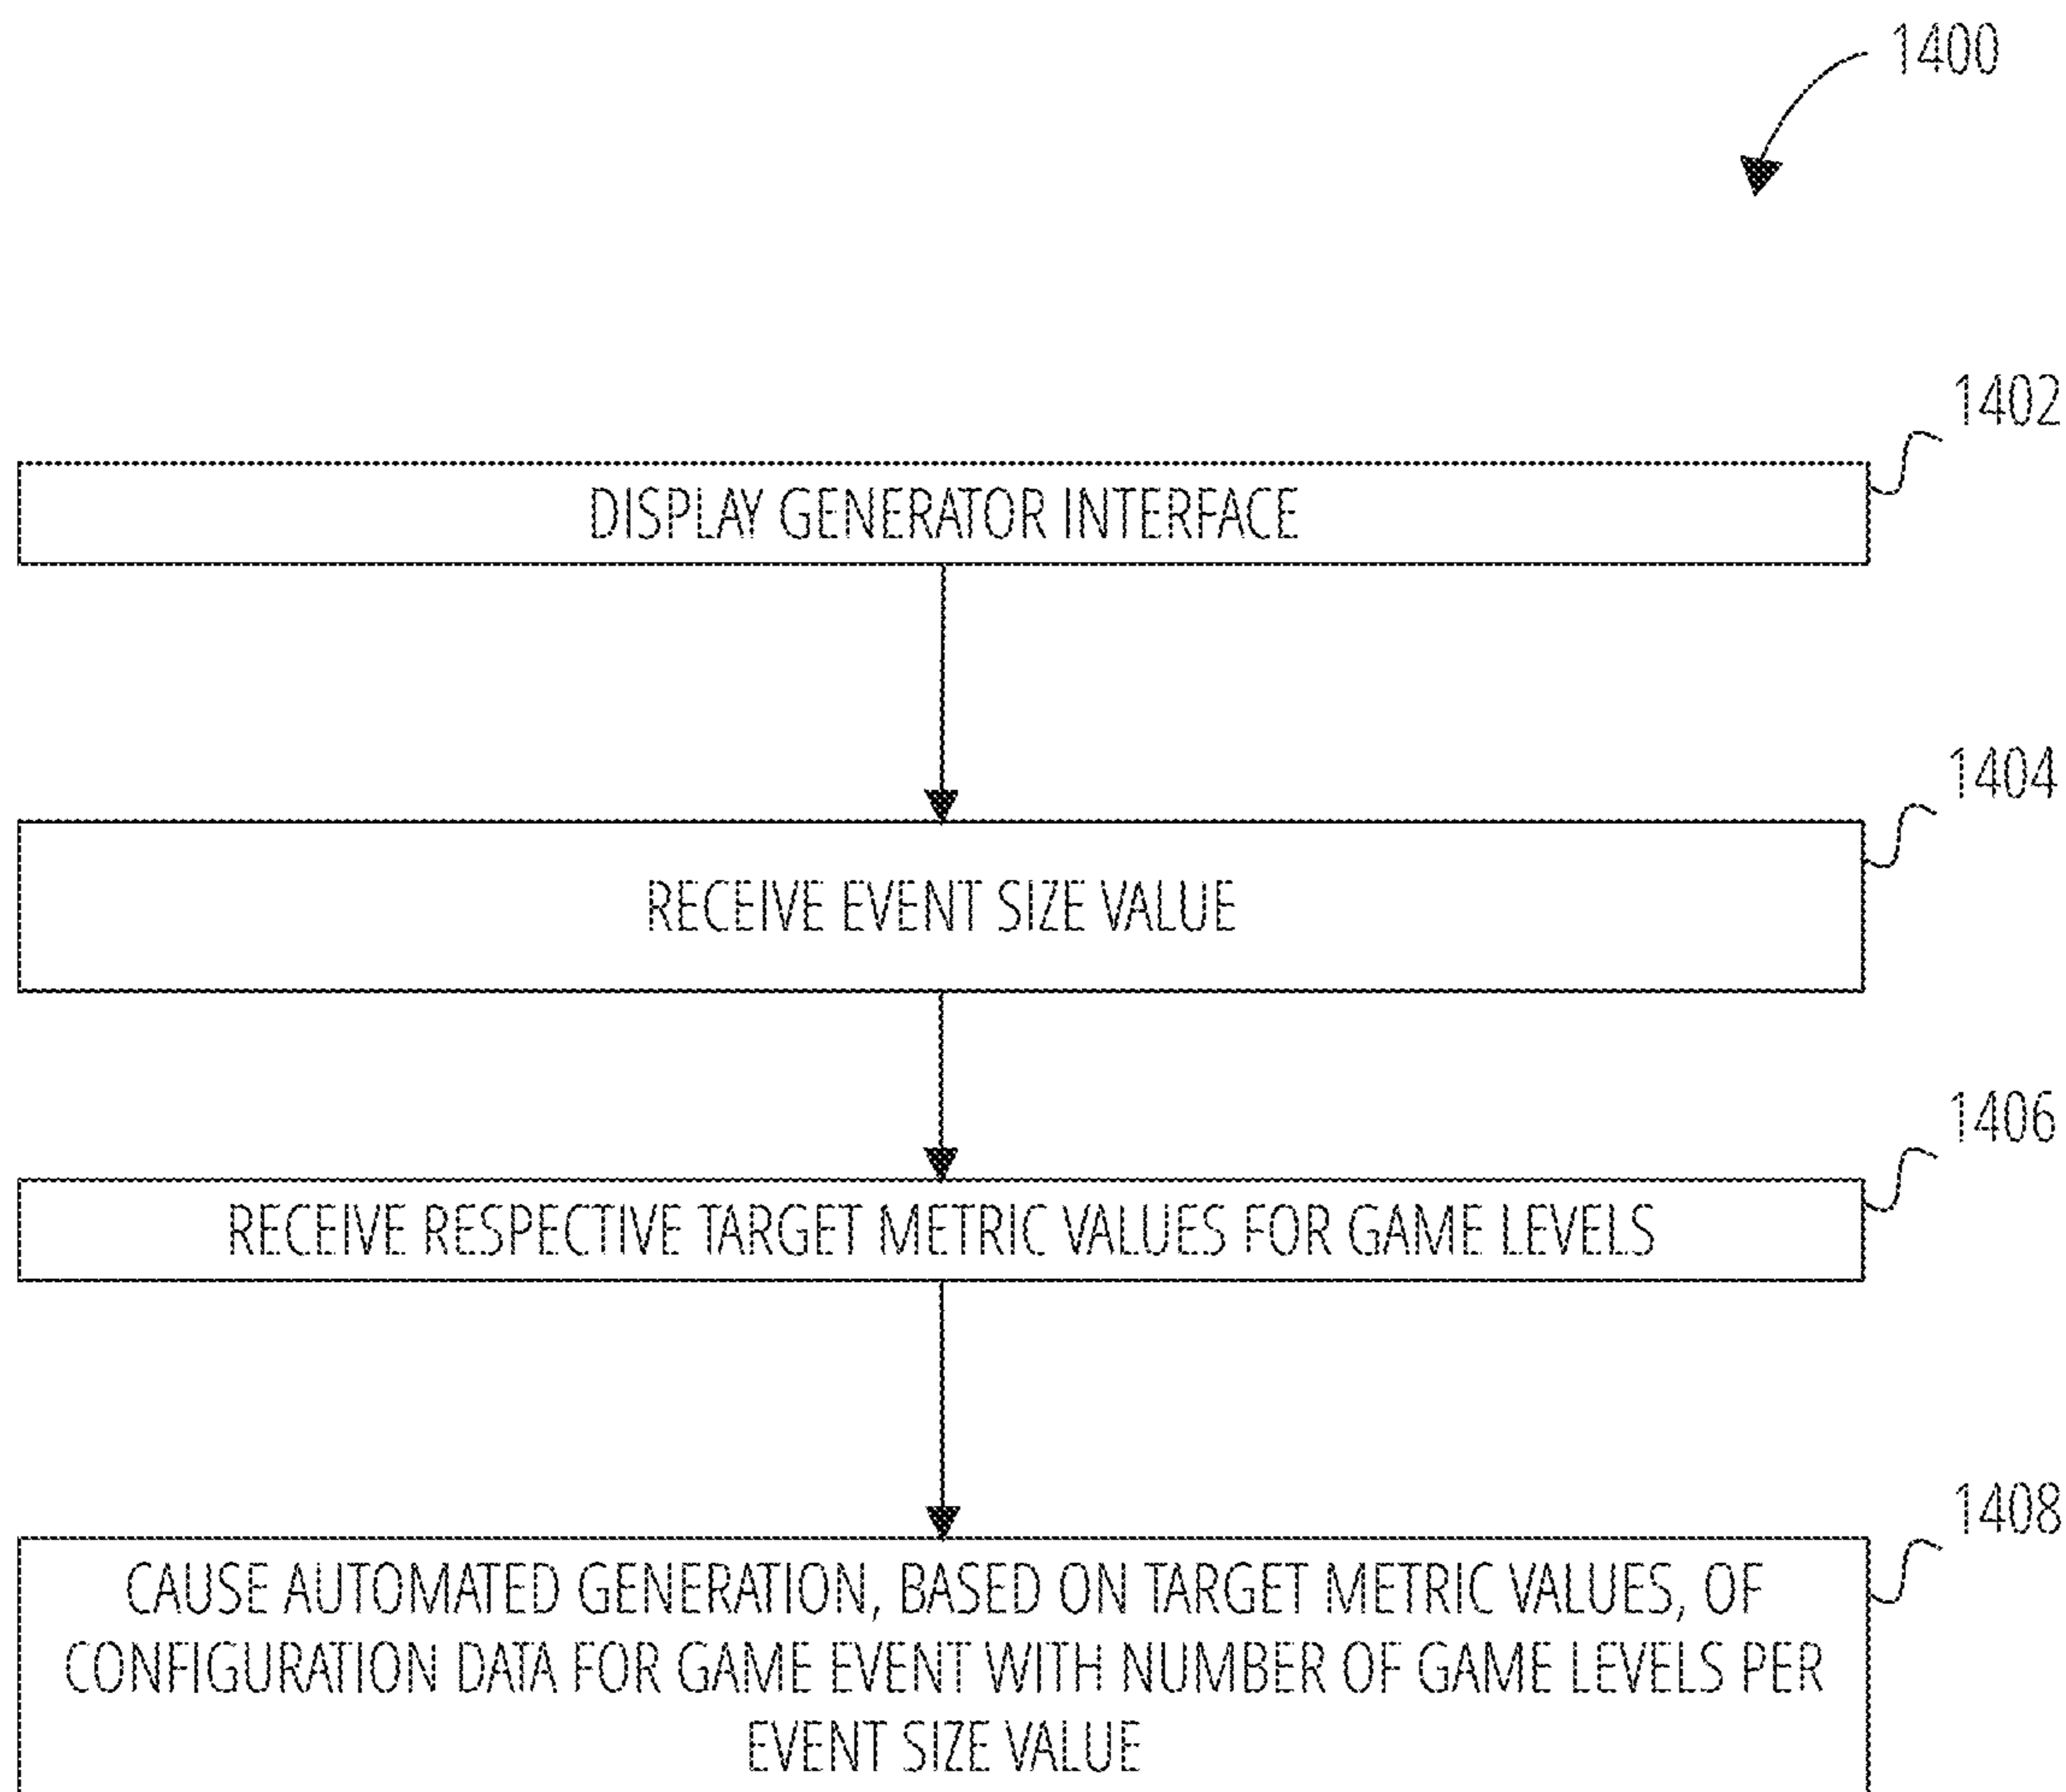 1400
1402
DISPLAY GENERATOR INTERFACE
1404
RECEIVE EVENT SIZE VALUE
1406
RECEIVE RESPECTIVE TARGET METRIC VALUES FOR GAME LEVELS
1408
CAUSE AUTOMATED GENERATION, BASED ON TARGET METRIC VALUES, OF
CONFIGURATION DATA FOR GAME EVENT WITH NUMBER OF GAME LEVELS PER
EVENT SIZE VALUE